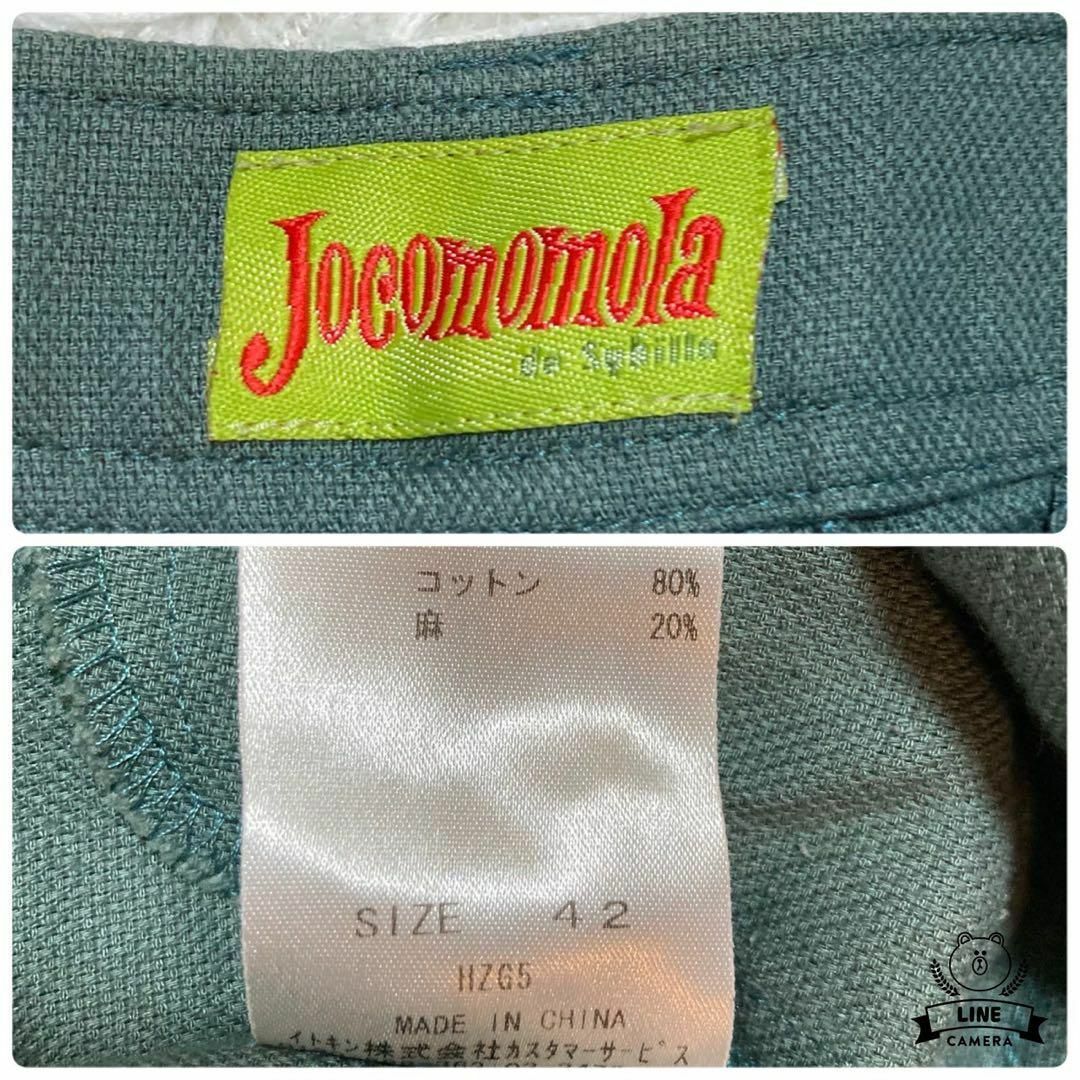 Jocomomola
de Sybilla
コットン 80%
麻 20%
SIZE 42
HZG5
MADE IN CHINA
イトキン株式会社カスタマーサービス
LINE
CAMERA